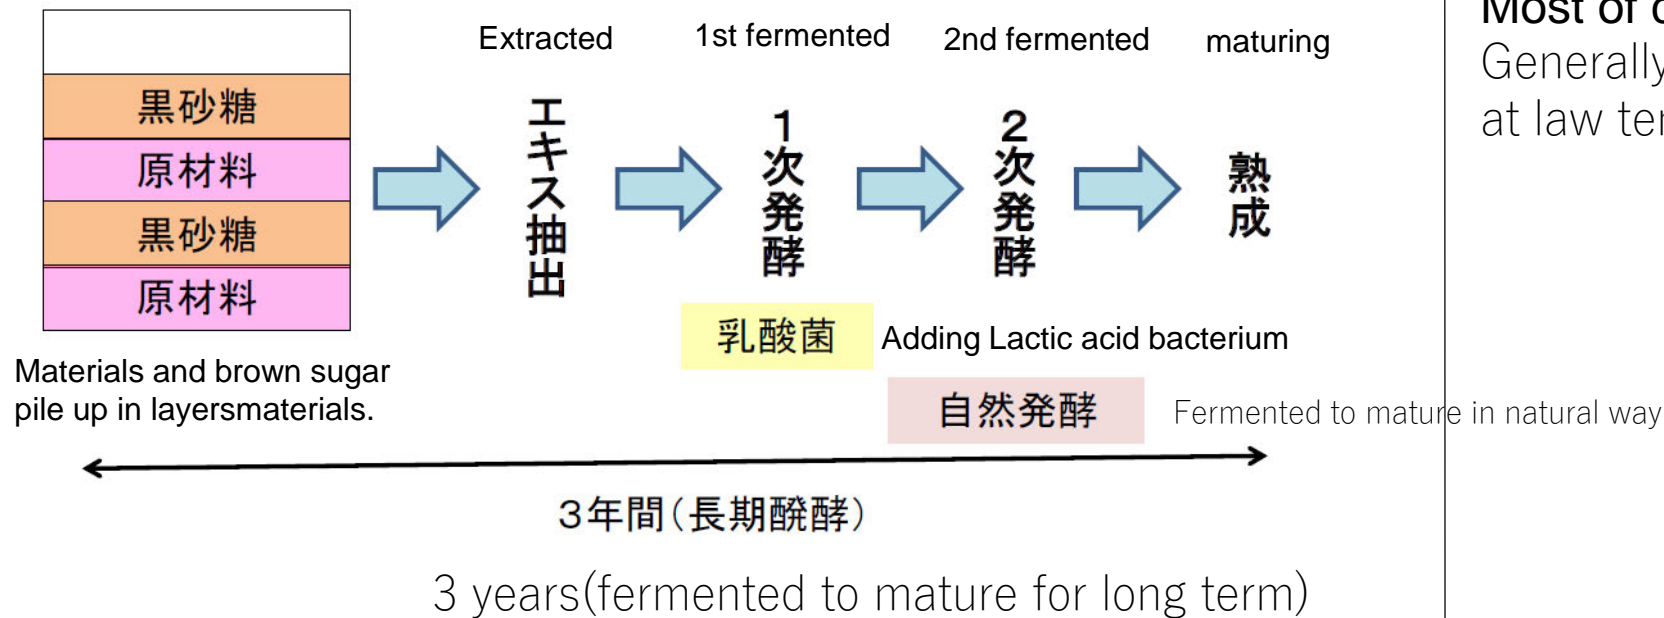 Extracted
1st fermented
2nd fermented
maturing
黒砂糖
原材料
黒砂糖
原材料
エキス抽出
1次発酵
2次発酵
熟成
乳酸菌
Adding Lactic acid bacterium
Materials and brown sugar
pile up in layersmaterials.
自然発酵
Fermented to mature in natural way
3年間(長期醗酵)
3 years(fermented to mature for long term)
Most of
Generally
at law